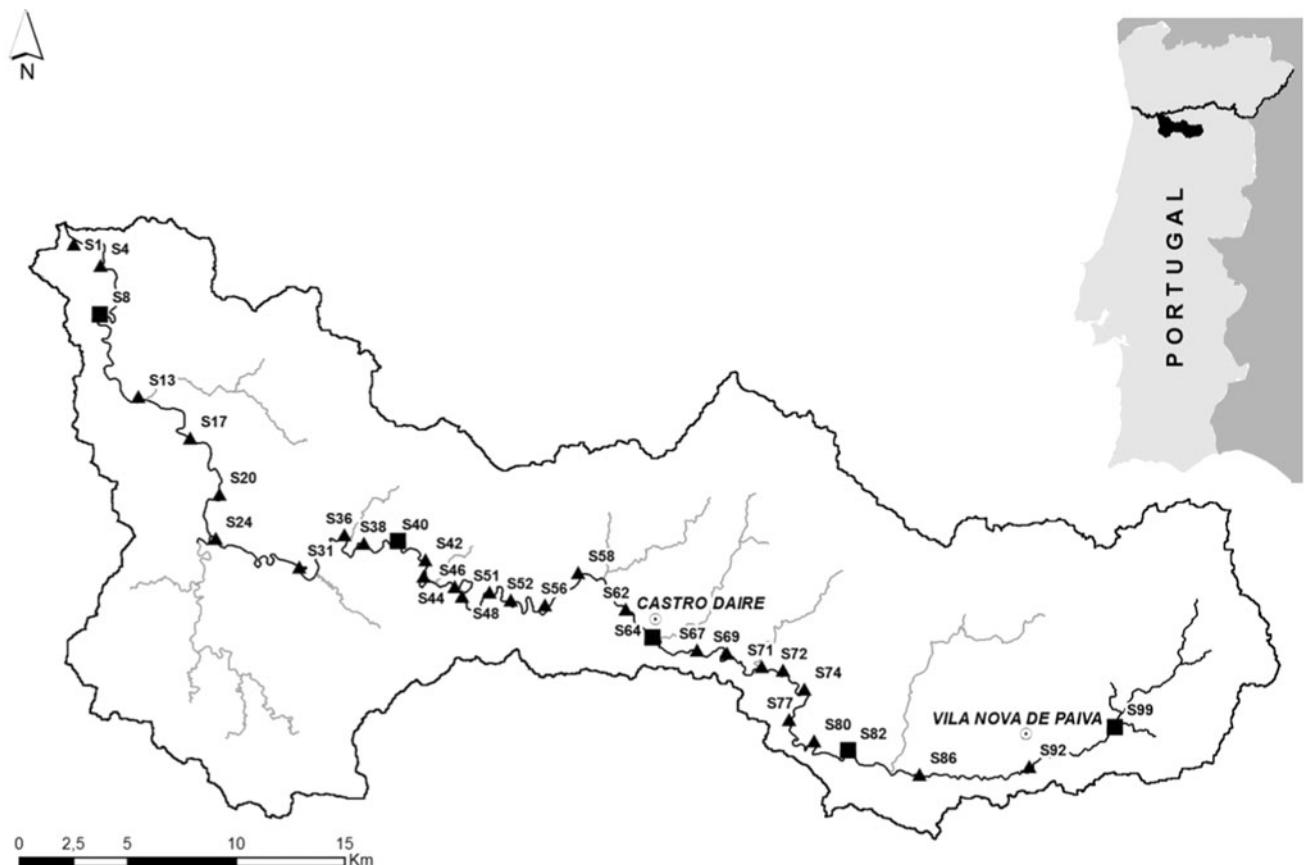 N
PORTUGAL
S1
S4
S8
S13
S17
S20
S24
S31
S36
S38
S40
S42
S46
S44
S48
S51
S52
S56
S58
S62
CASTRO DAIRE
S64
S67
S69
S71
S72
S74
S77
S80
S82
S86
VILA NOVA DE PAIVA
S92
S99
0 2,5 5 10 15
Km